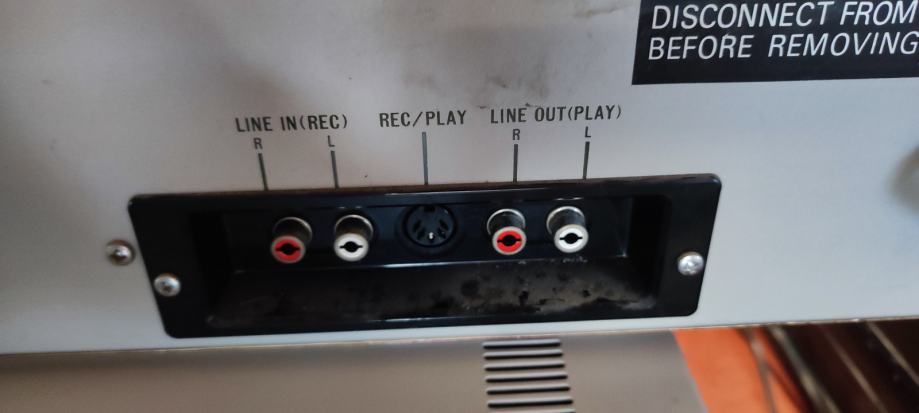 DISCONNECT FROM
BEFORE REMOVING
LINE IN(REC) REC/PLAY LINE OUT(PLAY)
R L R L